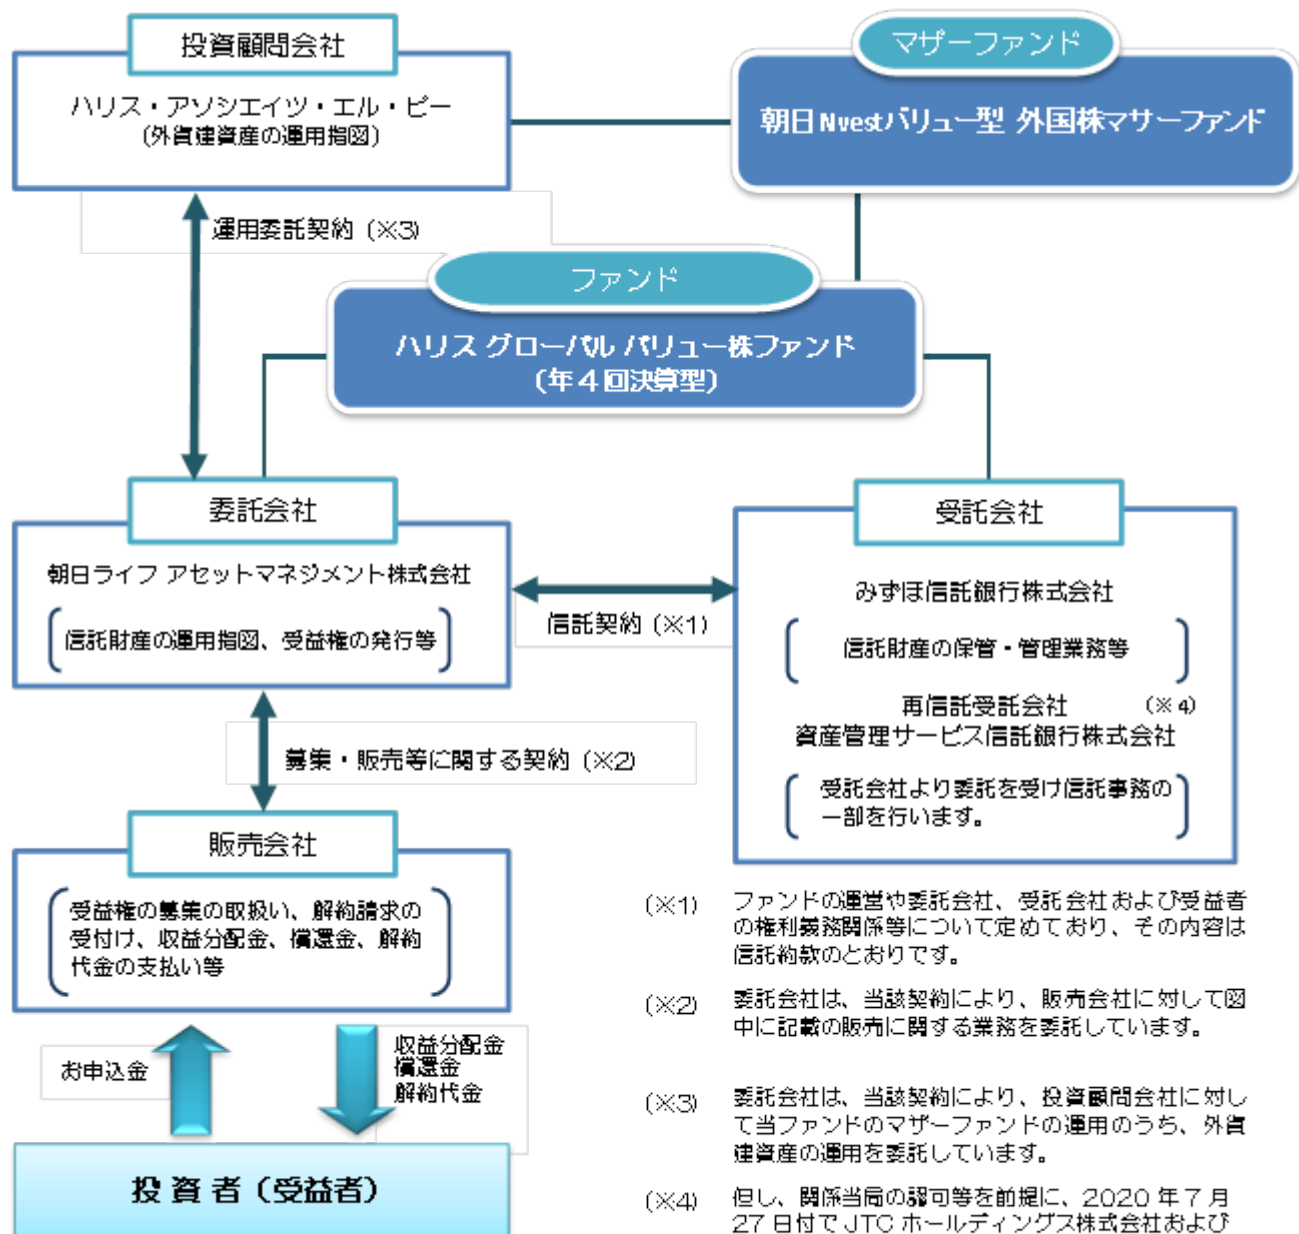 投資顧問会社
ハリス・アソシエイツ・エル・ピー
(外貨建資産の運用指図)
マザーファンド
朝日Nvestバリュー型 外国株マザーファンド
運用委託契約 (※3)
ファンド
ハリス グローバル バリュー株ファンド
(年4回決算型)
委託会社
朝日ライフ アセットマネジメント株式会社
信託財産の運用指図、受益権の発行等
信託契約 (※1)
受託会社
みずほ信託銀行株式会社
信託財産の保管・管理業務等
再信託受託会社 (※4)
資産管理サービス信託銀行株式会社
受託会社より委託を受け信託事務の
一部を行います。
募集・販売等に関する契約 (※2)
販売会社
受益権の募集の取扱い、解約請求の
受付け、収益分配金、償還金、解約
代金の支払い等
お申込金
収益分配金
償還金
解約代金
投資者（受益者）
(※1) ファンドの運営や委託会社、受託会社および受益者
の権利義務関係等について定めており、その内容は
信託約款のとおりです。
(※2) 委託会社は、当該契約により、販売会社に対して図
中に記載の販売に関する業務を委託しています。
(※3) 委託会社は、当該契約により、投資顧問会社に対し
て当ファンドのマザーファンドの運用のうち、外貨
建資産の運用を委託しています。
(※4) 但し、関係当局の認可等を前提に、2020年7月
27日付でJTCホールディングス株式会社および